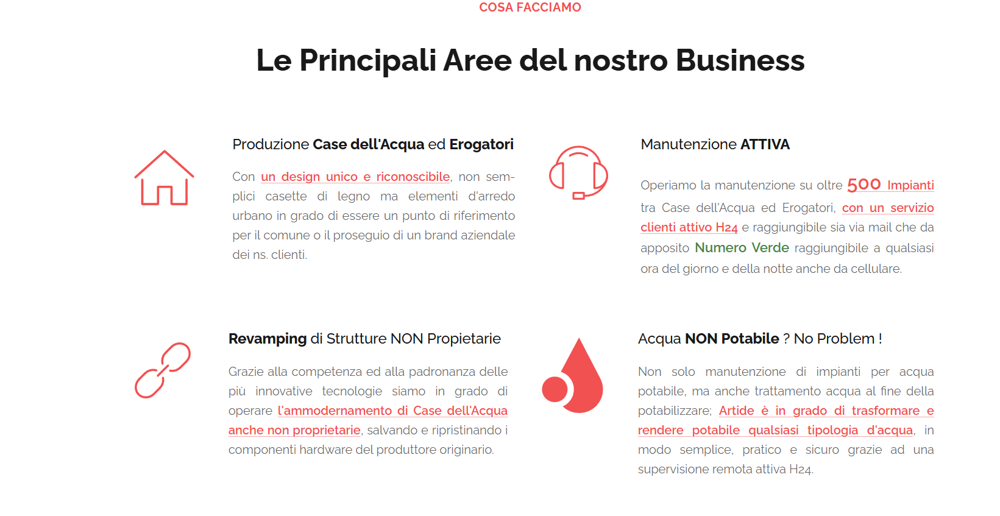 COSA FACCIAMO
Le Principali Aree del nostro Business
Produzione Case dell'Acqua ed Erogatori
Con un design unico e riconoscibile, non sem-
plici casette di legno ma elementi d'arredo
urbano in grado di essere un punto di riferimento
per il comune o il proseguio di un brand aziendale
dei ns. clienti.
Manutenzione ATTIVA
Operiamo la manutenzione su oltre 500 Impianti
tra Case dell'Acqua ed Erogatori, con un servizio
clienti attivo H24 e raggiungibile sia via mail che da
apposito Numero Verde raggiungibile a qualsiasi
ora del giorno e della notte anche da cellulare.
Revamping di Strutture NON Propietarie
Grazie alla competenza ed alla padronanza delle
più innovative tecnologie siamo in grado di
operare l'ammodernamento di Case dell'Acqua
anche non proprietarie, salvando e ripristinando i
componenti hardware del produttore originario.
Acqua NON Potabile ? No Problem !
Non solo manutenzione di impianti per acqua
potabile, ma anche trattamento acqua al fine della
potabilizzare; Artide è in grado di trasformare e
rendere potabile qualsiasi tipologia d'acqua, in
modo semplice, pratico e sicuro grazie ad una
supervisione remota attiva H24.